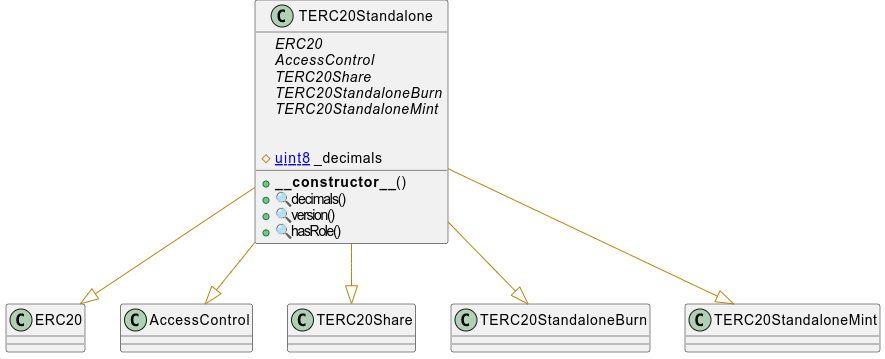 C TERC20Standalone
ERC20
AccessControl
TERC20Share
TERC20StandaloneBurn
TERC20StandaloneMint
uint8 _decimals
__constructor__()
🔍decimals()
🔍version()
🔍hasRole()
C ERC20
C AccessControl
C TERC20Share
C TERC20StandaloneBurn
C TERC20StandaloneMint